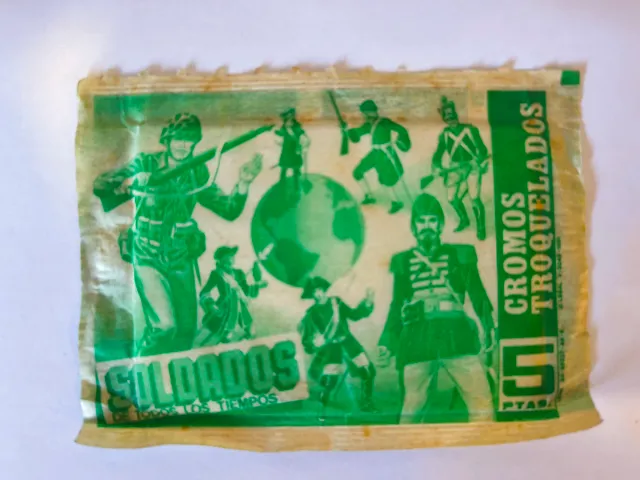 SOLDADOS
DE TODOS LOS TIEMPOS
CROMOS
TROQUELADOS
5
PTAS.